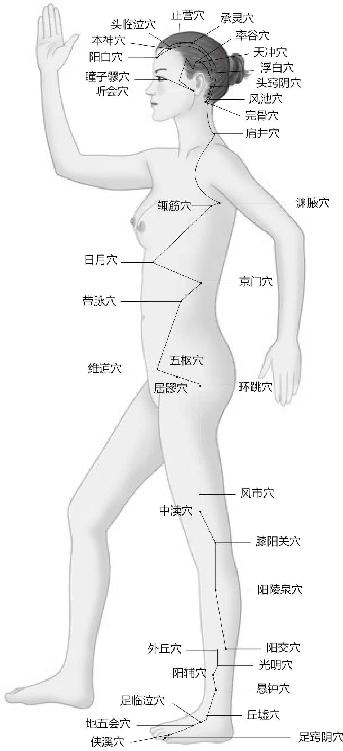 止营穴
承灵穴
头临泣穴
率谷穴
本神穴
天冲穴
阳白穴
浮白穴
瞳子髎穴
头窍阴穴
听会穴
风池穴
完骨穴
肩井穴
辄筋穴
渊腋穴
日月穴
京门穴
带脉穴
五枢穴
维道穴
居髎穴
环跳穴
风市穴
中渎穴
膝阳关穴
阳陵泉穴
外丘穴
阳交穴
光明穴
阳辅穴
悬钟穴
足临泣穴
丘墟穴
地五会穴
侠溪穴
足窍阴穴